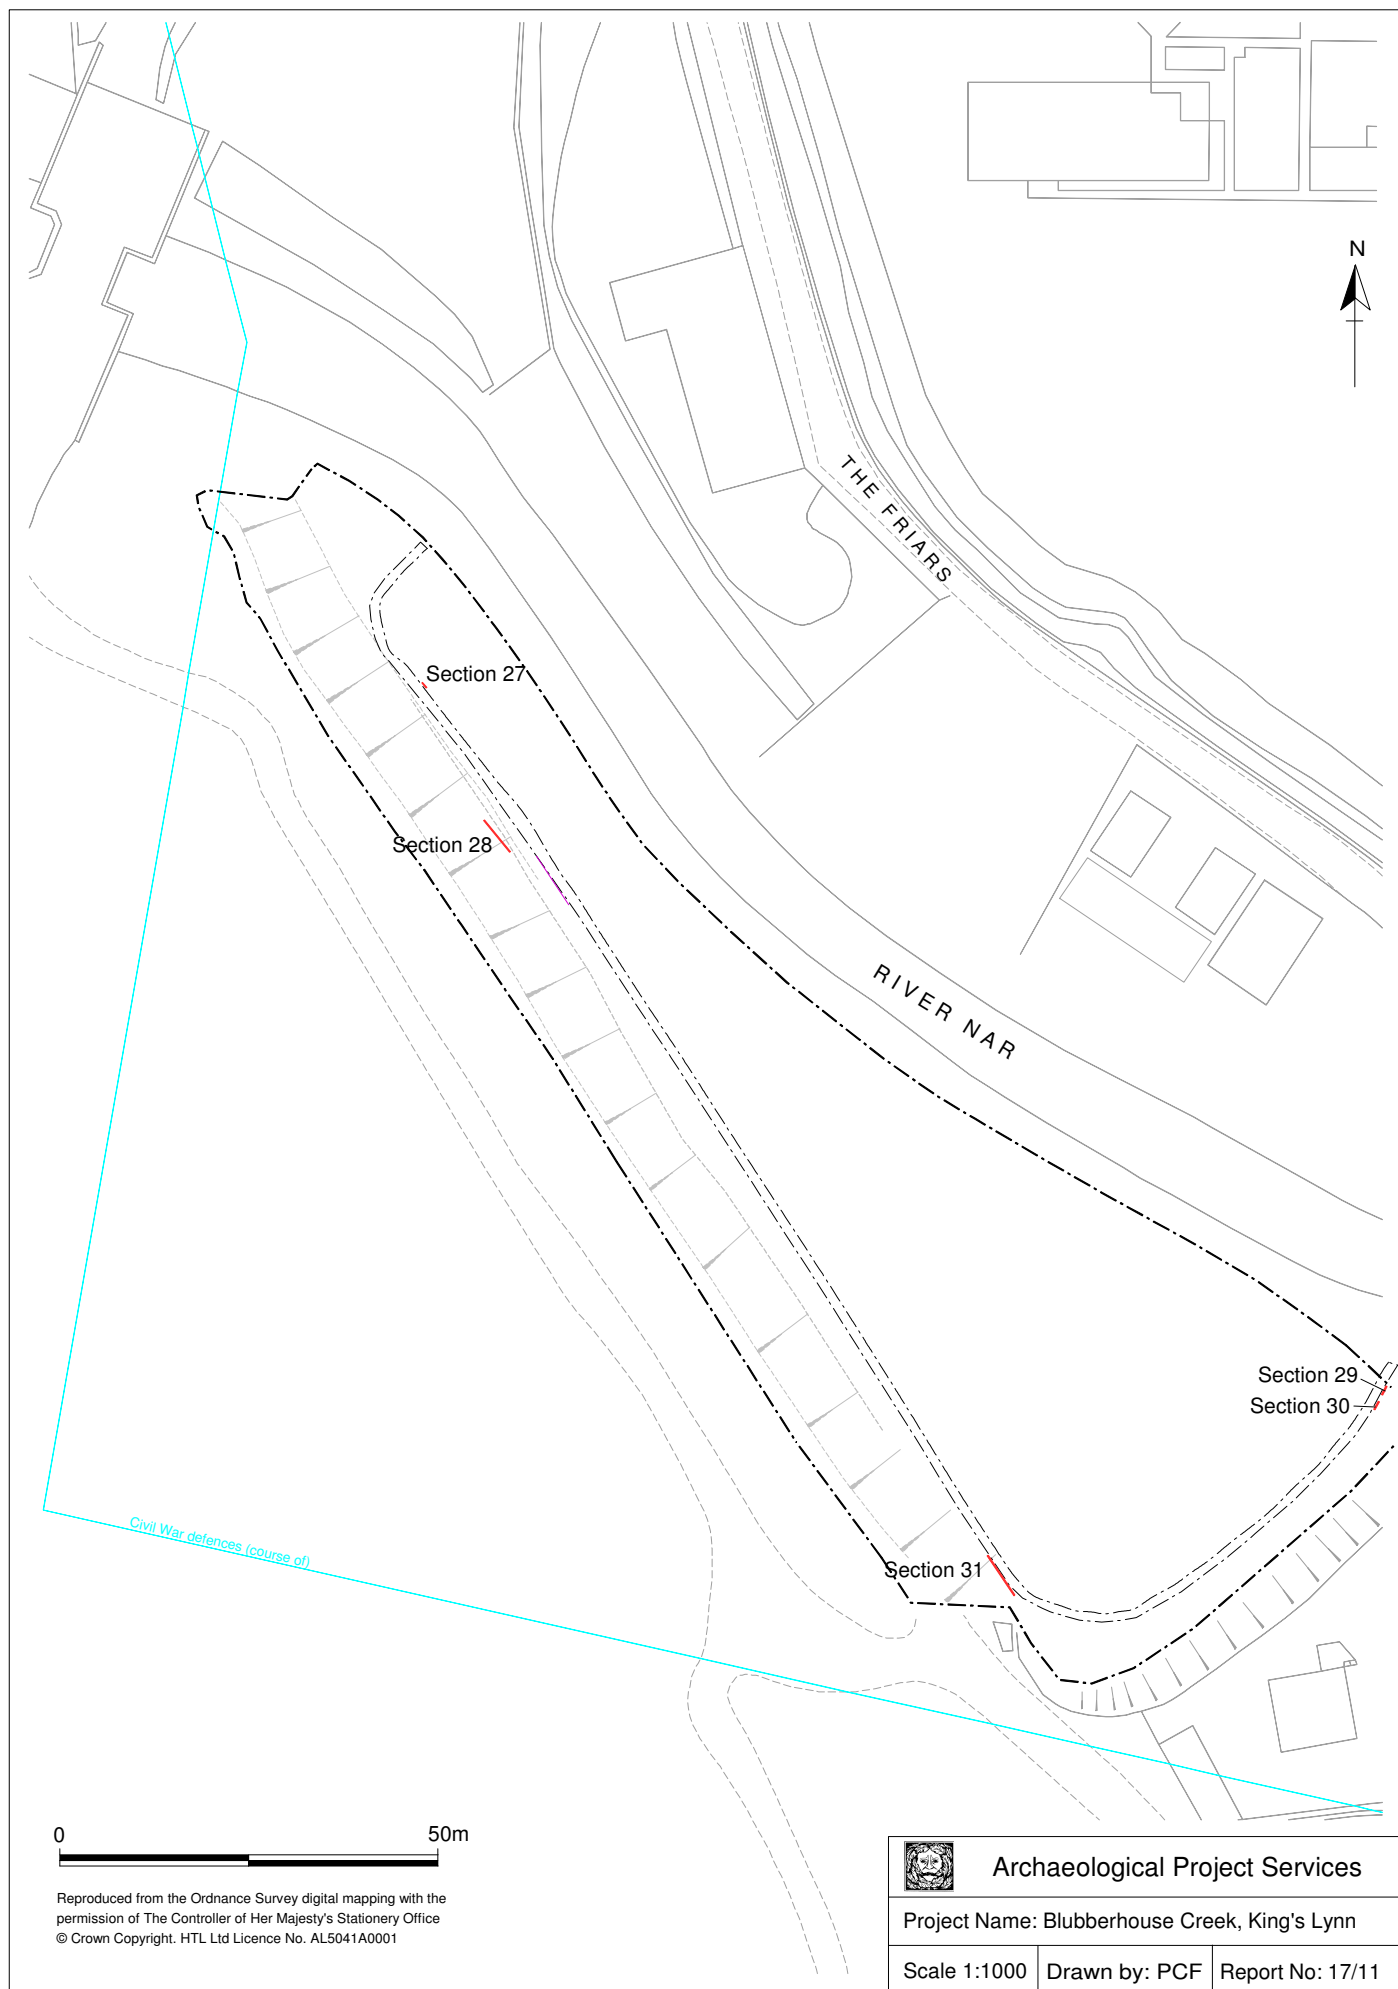 N
THE FRIARS
Section 27
Section 28
RIVER NAR
Section 29
Section 30
Civil War defences (course of)
Section 31
0 50m
Reproduced from the Ordnance Survey digital mapping with the
permission of The Controller of Her Majesty's Stationery Office
© Crown Copyright. HTL Ltd Licence No. AL5041A0001
Archaeological Project Services
Project Name: Blubberhouse Creek, King's Lynn
Scale 1:1000 Drawn by: PCF Report No: 17/11